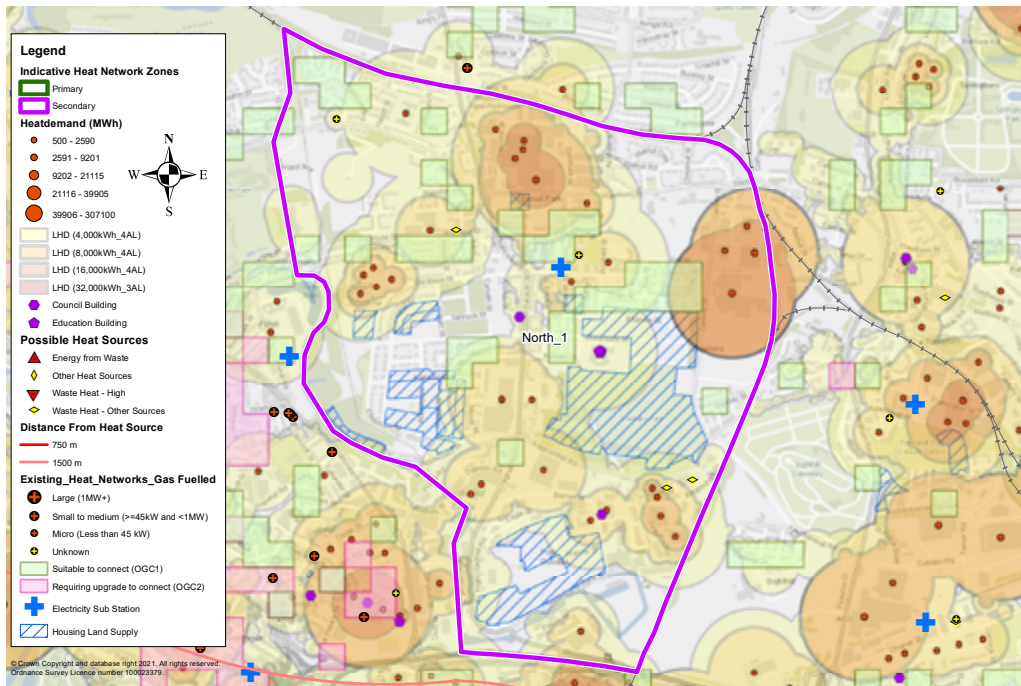 Legend
Indicative Heat Network Zones
Primary
Secondary
Heatdemand (MWh)
500 - 2590
2591 - 9201
9202 - 21115
21116 - 39905
39906 - 307100
N
W
E
S
LHD (4,000kWh_4AL)
LHD (8,000kWh_4AL)
LHD (16,000kWh_4AL)
LHD (32,000kWh_3AL)
Council Building
Education Building
Possible Heat Sources
Energy from Waste
Other Heat Sources
Waste Heat - High
Waste Heat - Other Sources
Distance From Heat Source
750 m
1500 m
Existing_Heat_Networks_Gas Fuelled
Large (1MW+)
Small to medium (>=45kW and <1MW)
Micro (Less than 45 kW)
Unknown
Suitable to connect (OGC1)
Requiring upgrade to connect (OGC2)
Electricity Sub Station
Housing Land Supply
© Crown Copyright and database right 2021. All rights reserved.
Ordnance Survey Licence number 100023379.
North_1